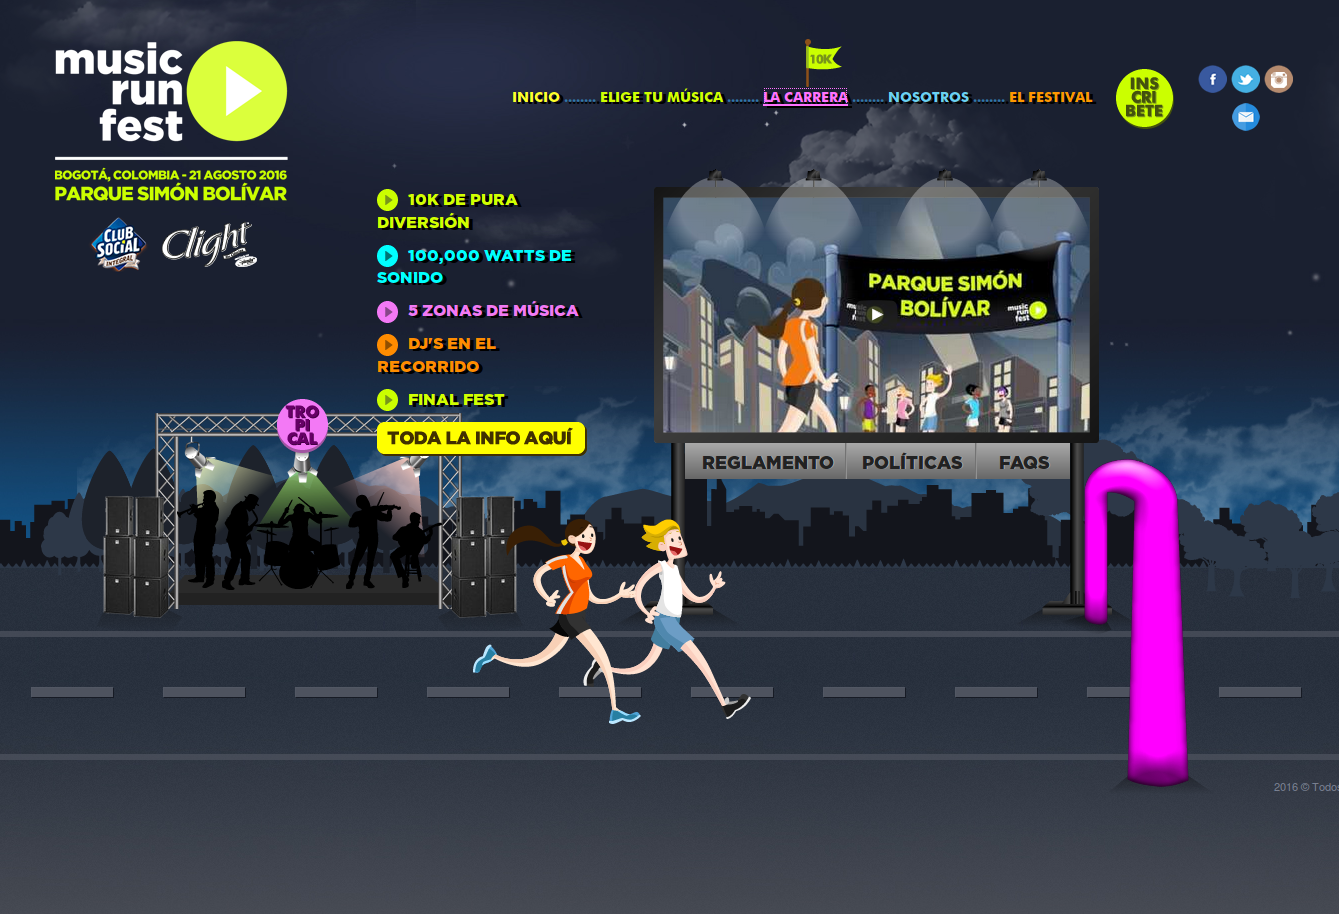 music
run
fest
BOGOTÁ, COLOMBIA - 21 AGOSTO 2016
PARQUE SIMÓN BOLÍVAR
CLUB
SOCIAL
INTEGRAL
Clight
10K
INICIO ........ ELIGE TU MÚSICA ........ LA CARRERA ........ NOSOTROS ........ EL FESTIVAL
INS
CRI
BETE
10K DE PURA
DIVERSIÓN
100,000 WATTS DE
SONIDO
5 ZONAS DE MÚSICA
DJ'S EN EL
RECORRIDO
FINAL FEST
TODA LA INFO AQUÍ
TRO
PI
CAL
PARQUE SIMÓN
BOLÍVAR
music
run
fest
REGLAMENTO
POLÍTICAS
FAQS
2016 © Todos